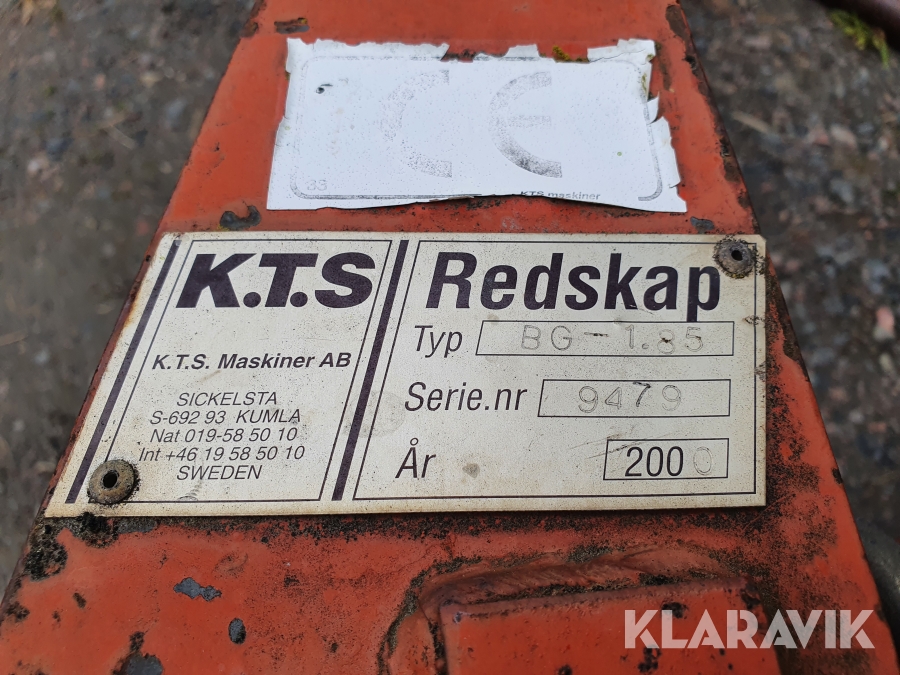 CE
33
KTS maskiner
K.T.S
K.T.S. Maskiner AB
SICKELSTA
S-692 93 KUMLA
Nat 019-58 50 10
Int +46 19 58 50 10
SWEDEN
Redskap
Typ BG-1.85
Serie.nr 9479
År 2000
KLARAVIK